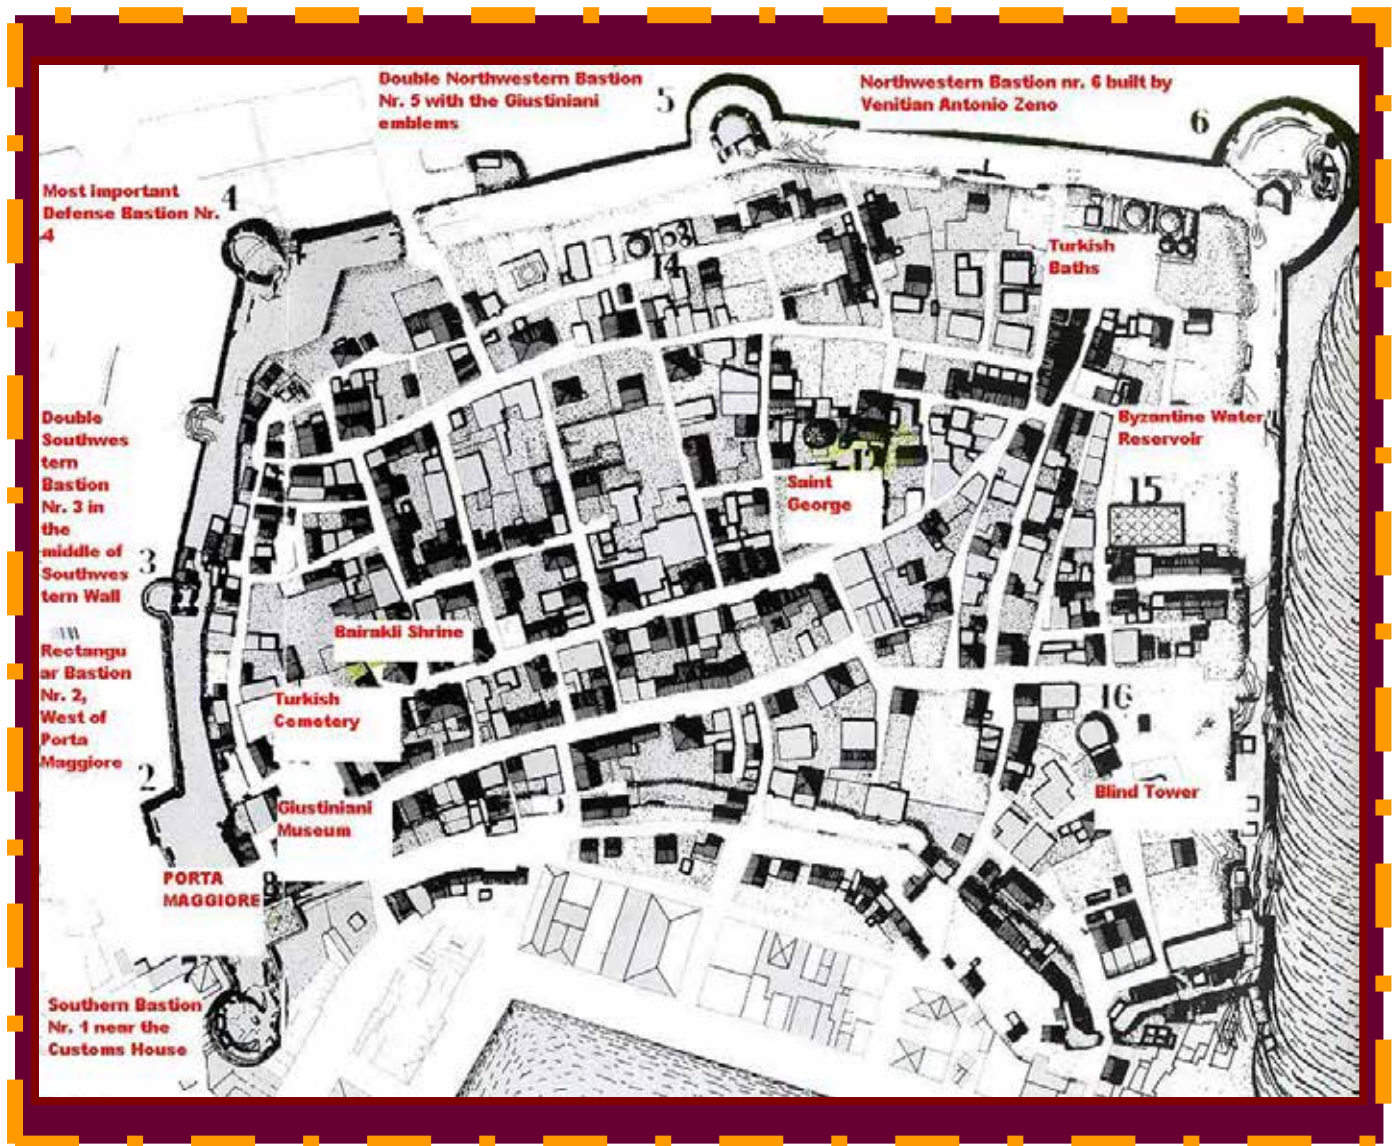 Double Northwestern Bastion
Nr. 5 with the Giustiniani
emblems
5
Northwestern Bastion nr. 6 built by
Venitian Antonio Zeno
6
Most important
Defense Bastion Nr.
4
4
Turkish
Baths
14
Double
Southwes
tern
Bastion
Nr. 3 in
the
middle of
Southwes
tern Wall
3
Byzantine Water
Reservoir
15
12
Saint
George
Bairakli Shrine
Rectangu
ar Bastion
Nr. 2,
West of
Porta
Maggiore
2
Turkish
Cemetery
16
Blind Tower
Giustiniani
Museum
PORTA
MAGGIORE
Southern Bastion
Nr. 1 near the
Customs House